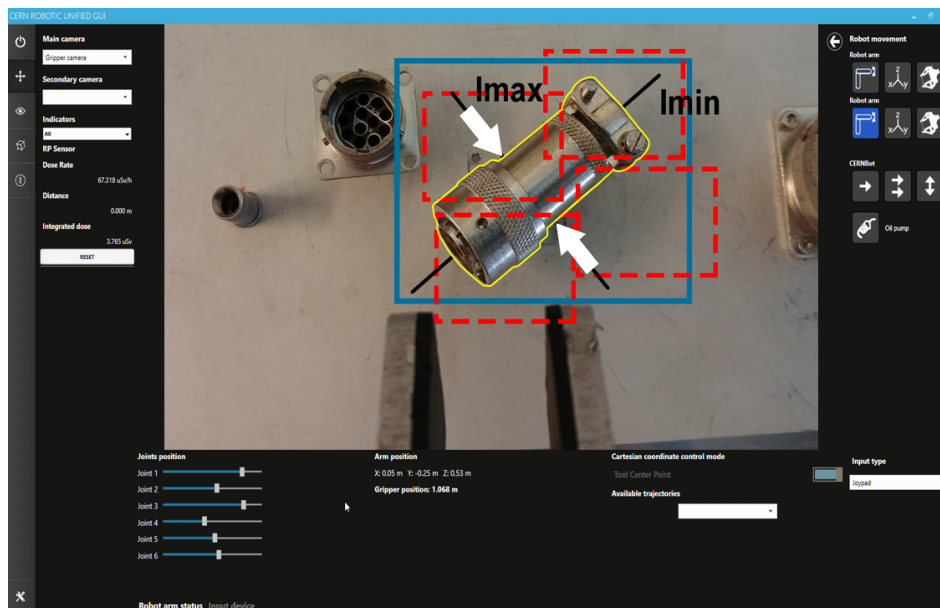 CERN ROBOTIC UNIFIED GUI
Main camera
Gripper camera
Secondary camera
Indicators
All
RP Sensor
Dose Rate
67.318 uSv/h
Distance
0.000 m
Integrated dose
3.765 uSv
RESET
Imax
Imin
Robot movement
Robot arm
Z
X
Y
Robot arm
Z
X
Y
CERNBot
Oil pump
Joints position
Joint 1
Joint 2
Joint 3
Joint 4
Joint 5
Joint 6
Arm position
X: 0.05 m Y: -0.25 m Z: 0.53 m
Gripper position: 1.068 m
Cartesian coordinate control mode
Tool Center Point
Available trajectories
Input type
Joypad
Robot arm status Input device